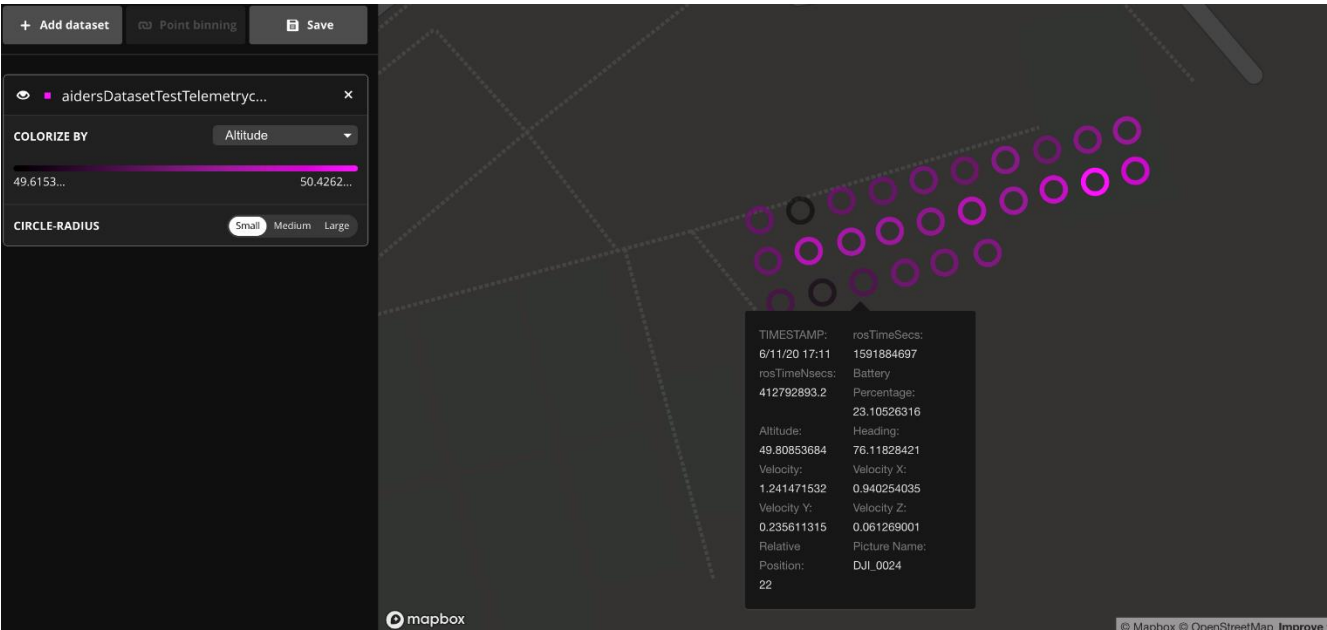 + Add dataset
Point binning
Save
aidersDatasetTestTelemetryc... ×
COLORIZE BY
Altitude
49.6153...
50.4262...
CIRCLE-RADIUS
Small Medium Large
TIMESTAMP:
6/11/20 17:11
rosTimeSecs:
1591884697
rosTimeNsecs:
412792893.2
Battery
Percentage:
23.10526316
Altitude:
49.80853684
Heading:
76.11828421
Velocity:
1.241471532
Velocity X:
0.940254035
Velocity Y:
0.235611315
Velocity Z:
0.061269001
Relative
Position:
22
Picture Name:
DJI_0024
mapbox
© Mapbox © OpenStreetMap Improve